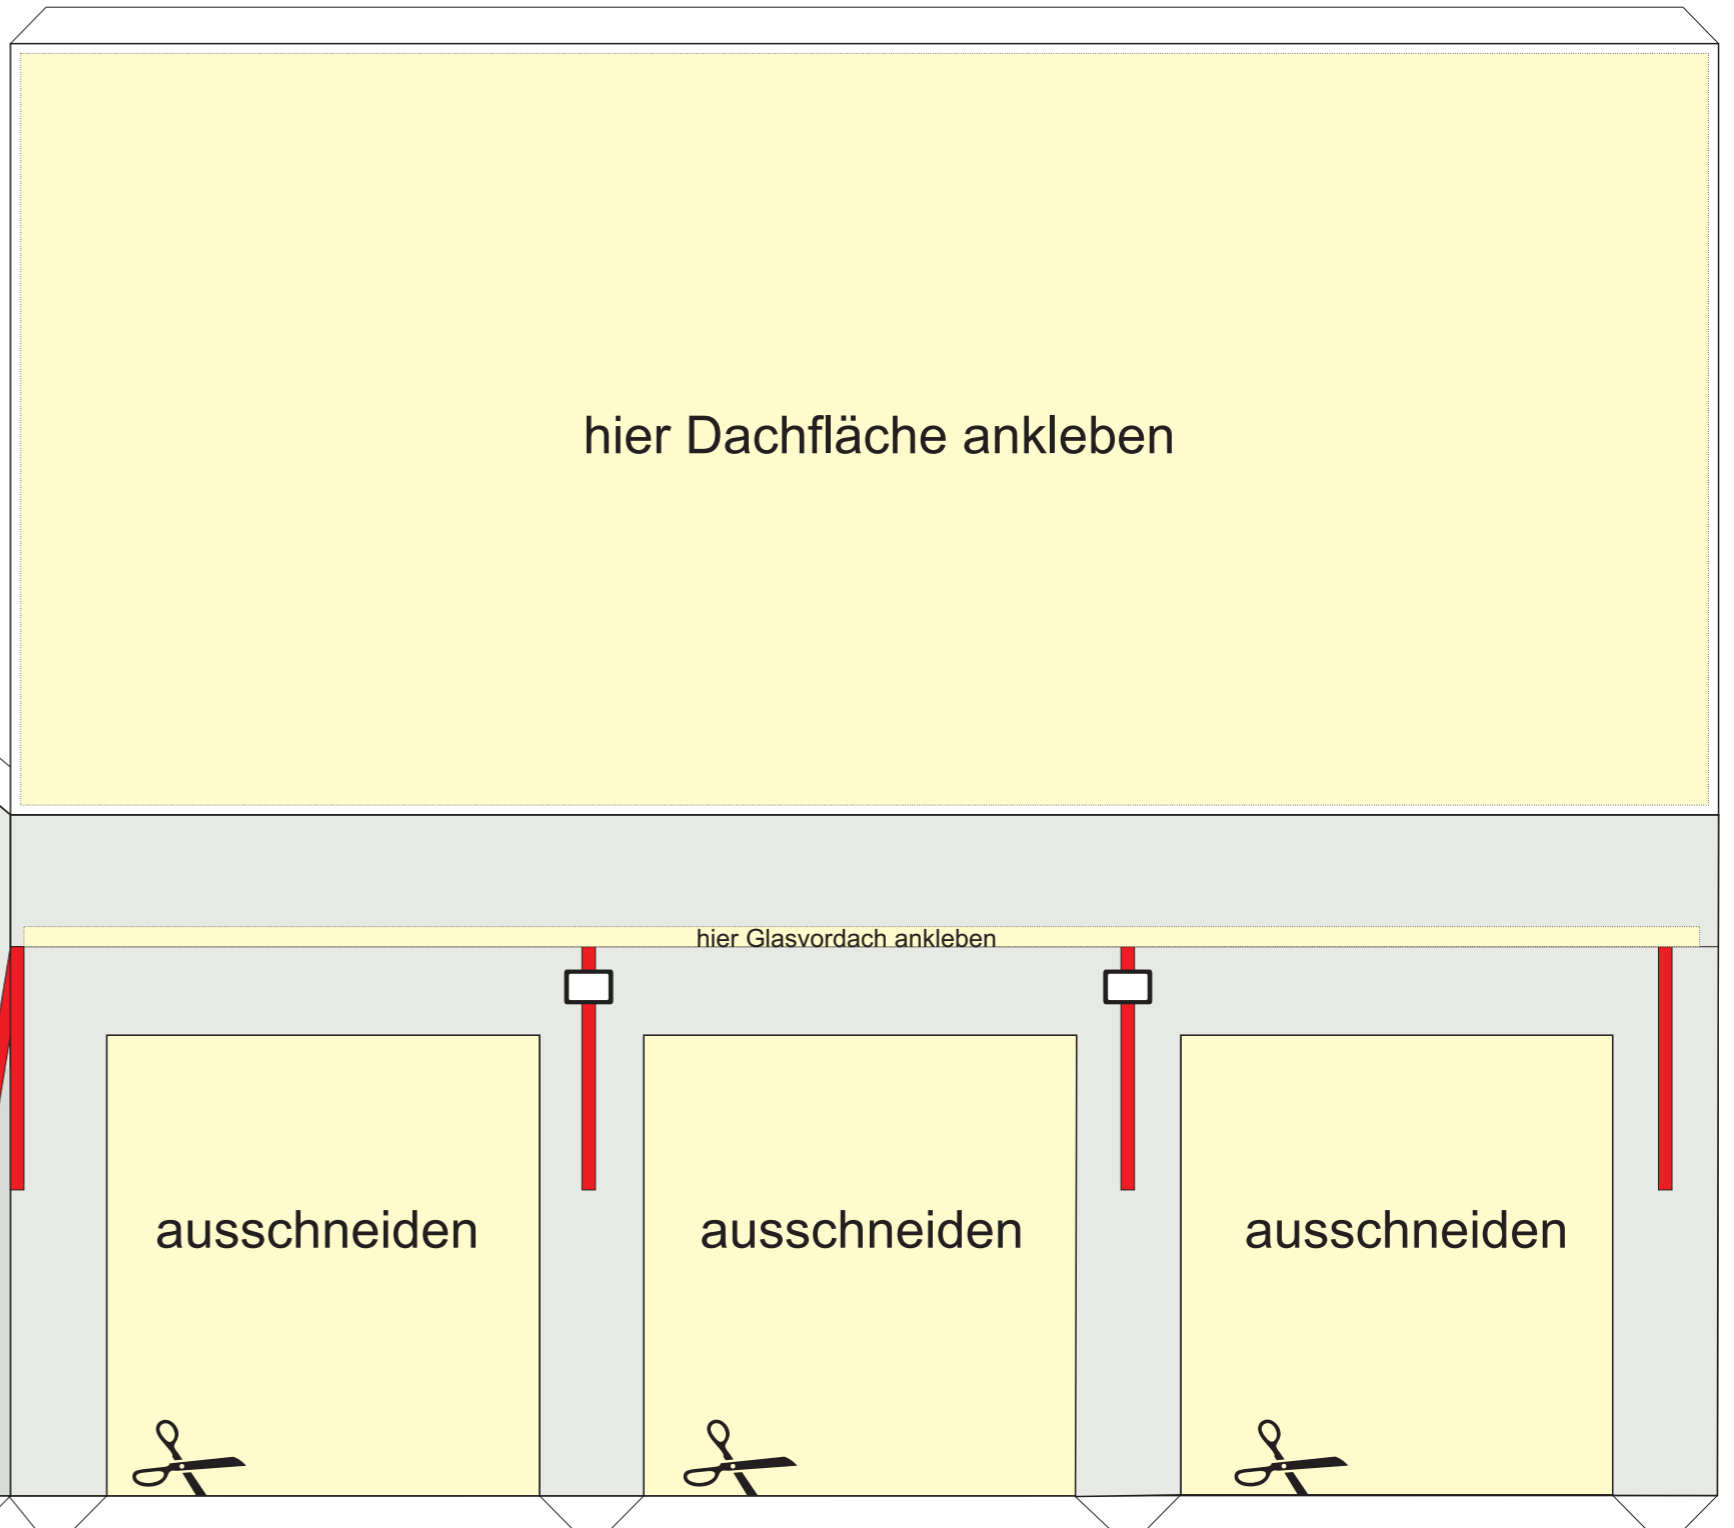 hier Dachfläche ankleben
hier Glasvordach ankleben
ausschneiden
ausschneiden
ausschneiden